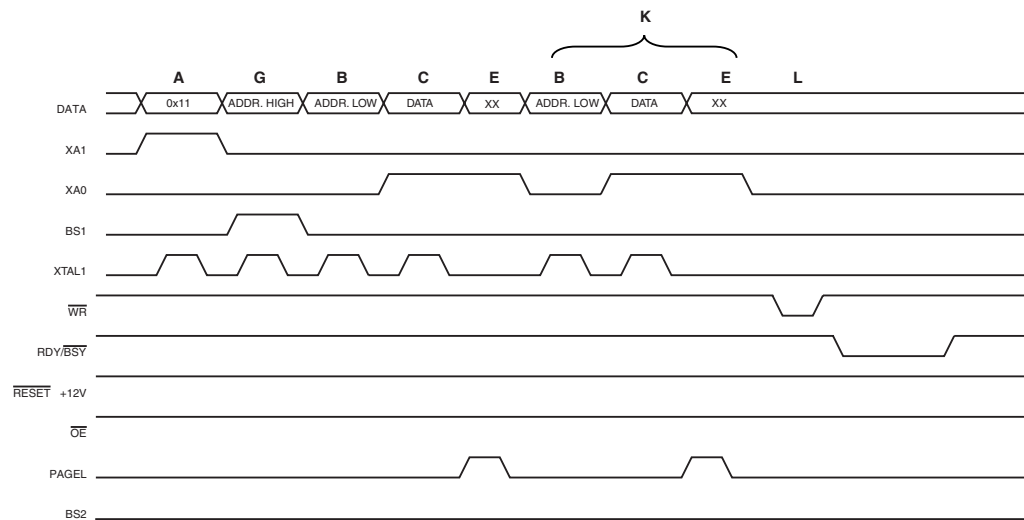 K
A G B C E B C E L
DATA 0x11 ADDR. HIGH ADDR. LOW DATA XX ADDR. LOW DATA XX
XA1
XA0
BS1
XTAL1
WR
RDY/BSY
RESET +12V
OE
PAGEL
BS2